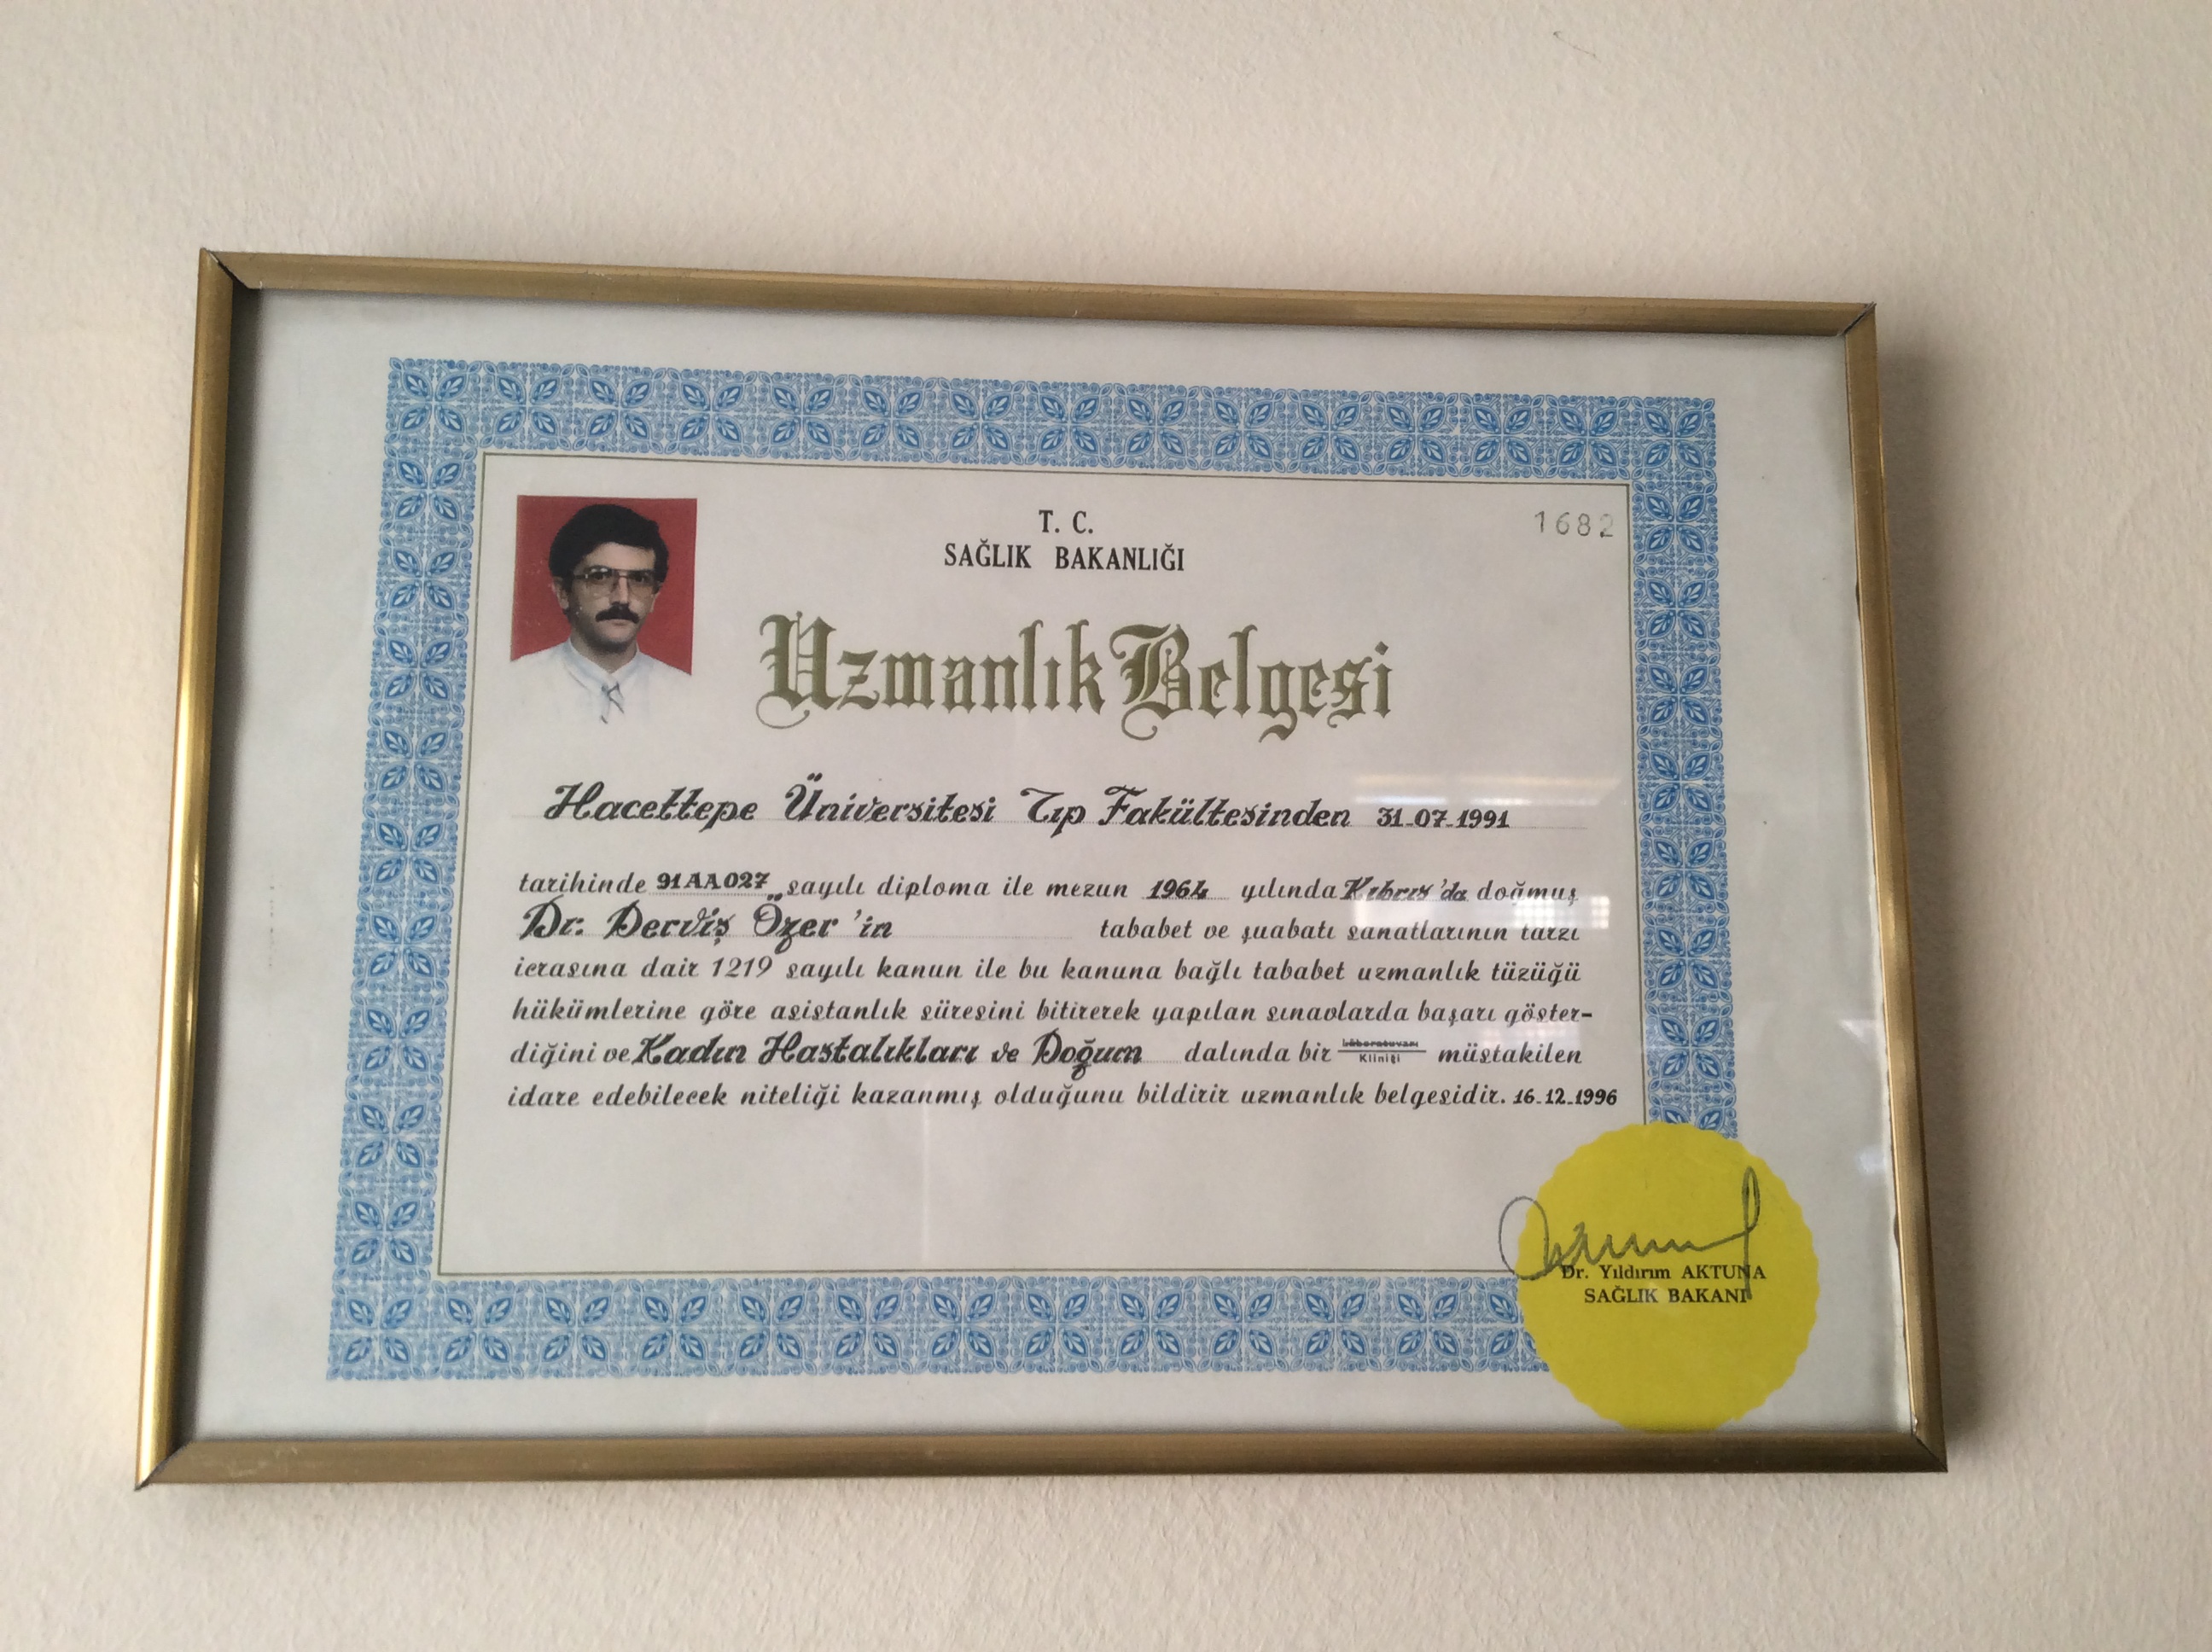 1682
T. C.
SAĞLIK BAKANLIĞI
Uzmanlık Belgesi
Hacettepe Üniversitesi Tıp Fakültesinden 31-07-1991
tarihinde 91AA027 sayılı diploma ile mezun 1964 yılında Kıbrıs'da doğmuş
Dr. Derviş Özer'in tababet ve şuabatı sanatlarının tarzı
icrasına dair 1219 sayılı kanun ile bu kanuna bağlı tababet uzmanlık tüzüğü
hükümlerine göre asistanlık süresini bitirerek yapılan sınavlarda başarı göster-
diğini ve Kadın Hastalıkları ve Doğum dalında bir Laboratuvarı Kliniği müstakilen
idare edebilecek niteliği kazanmış olduğunu bildirir uzmanlık belgesidir. 16-12-1996
Dr. Yıldırım AKTUNA
SAĞLIK BAKANI